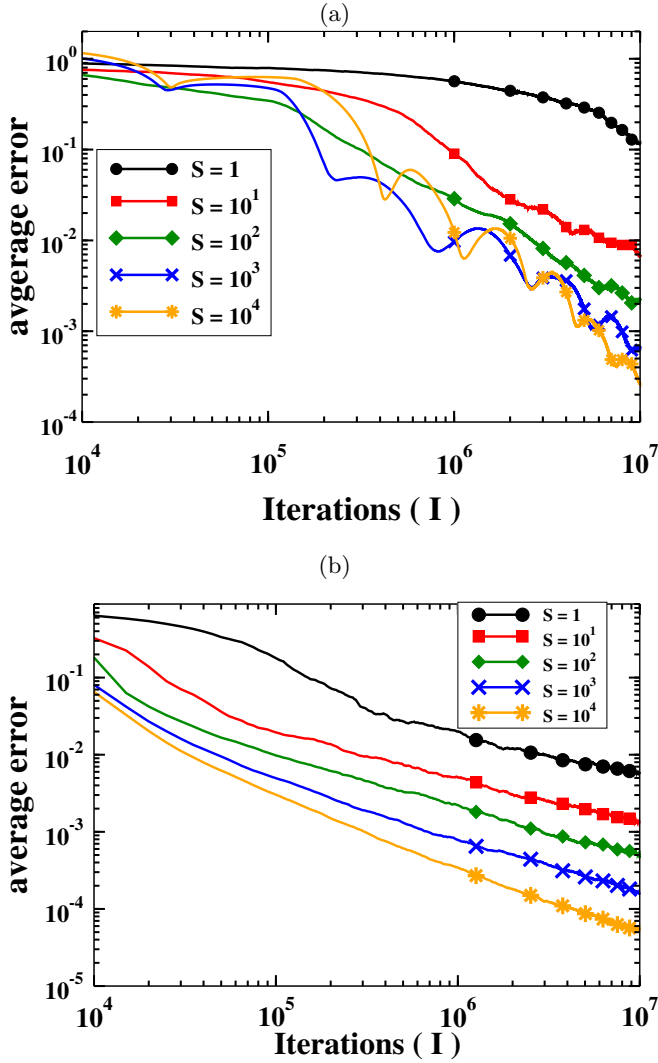 (a)
10^0
10^-1
10^-2
10^-3
10^-4
avgerage error
S = 1
S = 10^1
S = 10^2
S = 10^3
S = 10^4
10^4
10^5
10^6
10^7
Iterations ( I )
(b)
10^-1
10^-2
10^-3
10^-4
10^-5
average error
S = 1
S = 10^1
S = 10^2
S = 10^3
S = 10^4
10^4
10^5
10^6
10^7
Iterations ( I )